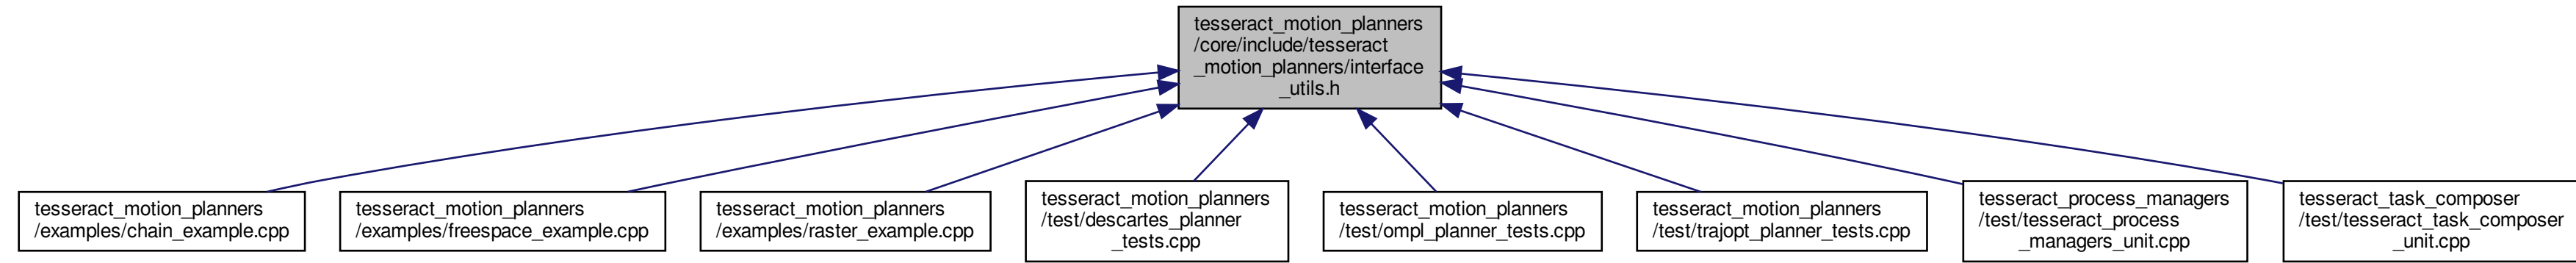 tesseract_motion_planners
/core/include/tesseract
_motion_planners/interface
_utils.h
tesseract_motion_planners
/examples/chain_example.cpp
tesseract_motion_planners
/examples/freespace_example.cpp
tesseract_motion_planners
/examples/raster_example.cpp
tesseract_motion_planners
/test/descartes_planner
_tests.cpp
tesseract_motion_planners
/test/ompl_planner_tests.cpp
tesseract_motion_planners
/test/trajopt_planner_tests.cpp
tesseract_process_managers
/test/tesseract_process
_managers_unit.cpp
tesseract_task_composer
/test/tesseract_task_composer
_unit.cpp